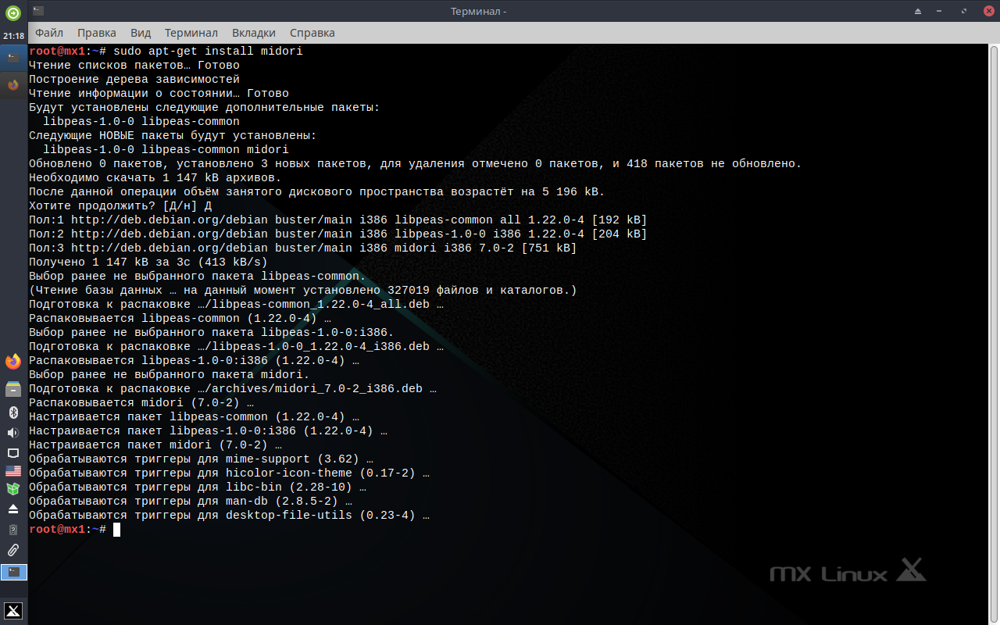 Терминал -
21:18
Файл Правка Вид Терминал Вкладки Справка
root@mx1:~# sudo apt-get install midori
Чтение списков пакетов… Готово
Построение дерева зависимостей
Чтение информации о состоянии… Готово
Будут установлены следующие дополнительные пакеты:
  libpeas-1.0-0 libpeas-common
Следующие НОВЫЕ пакеты будут установлены:
  libpeas-1.0-0 libpeas-common midori
Обновлено 0 пакетов, установлено 3 новых пакетов, для удаления отмечено 0 пакетов, и 418 пакетов не обновлено.
Необходимо скачать 1 147 kB архивов.
После данной операции объём занятого дискового пространства возрастёт на 5 196 kB.
Хотите продолжить? [Д/н] Д
Пол:1 http://deb.debian.org/debian buster/main i386 libpeas-common all 1.22.0-4 [192 kB]
Пол:2 http://deb.debian.org/debian buster/main i386 libpeas-1.0-0 i386 1.22.0-4 [204 kB]
Пол:3 http://deb.debian.org/debian buster/main i386 midori i386 7.0-2 [751 kB]
Получено 1 147 kB за 3с (413 kB/s)
Выбор ранее не выбранного пакета libpeas-common.
(Чтение базы данных … на данный момент установлено 327019 файлов и каталогов.)
Подготовка к распаковке …/libpeas-common_1.22.0-4_all.deb …
Распаковывается libpeas-common (1.22.0-4) …
Выбор ранее не выбранного пакета libpeas-1.0-0:i386.
Подготовка к распаковке …/libpeas-1.0-0_1.22.0-4_i386.deb …
Распаковывается libpeas-1.0-0:i386 (1.22.0-4) …
Выбор ранее не выбранного пакета midori.
Подготовка к распаковке …/archives/midori_7.0-2_i386.deb …
Распаковывается midori (7.0-2) …
Настраивается пакет libpeas-common (1.22.0-4) …
Настраивается пакет libpeas-1.0-0:i386 (1.22.0-4) …
Настраивается пакет midori (7.0-2) …
Обрабатываются триггеры для mime-support (3.62) …
Обрабатываются триггеры для hicolor-icon-theme (0.17-2) …
Обрабатываются триггеры для libc-bin (2.28-10) …
Обрабатываются триггеры для man-db (2.8.5-2) …
Обрабатываются триггеры для desktop-file-utils (0.23-4) …
root@mx1:~#
mx Linux